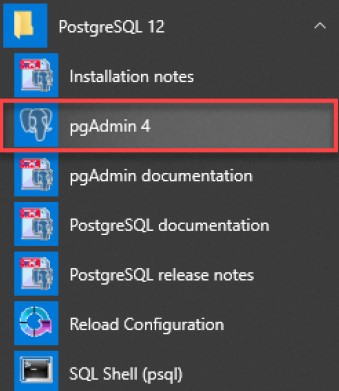 PostgreSQL 12
Installation notes
pgAdmin 4
pgAdmin documentation
PostgreSQL documentation
PostgreSQL release notes
Reload Configuration
SQL Shell (psql)